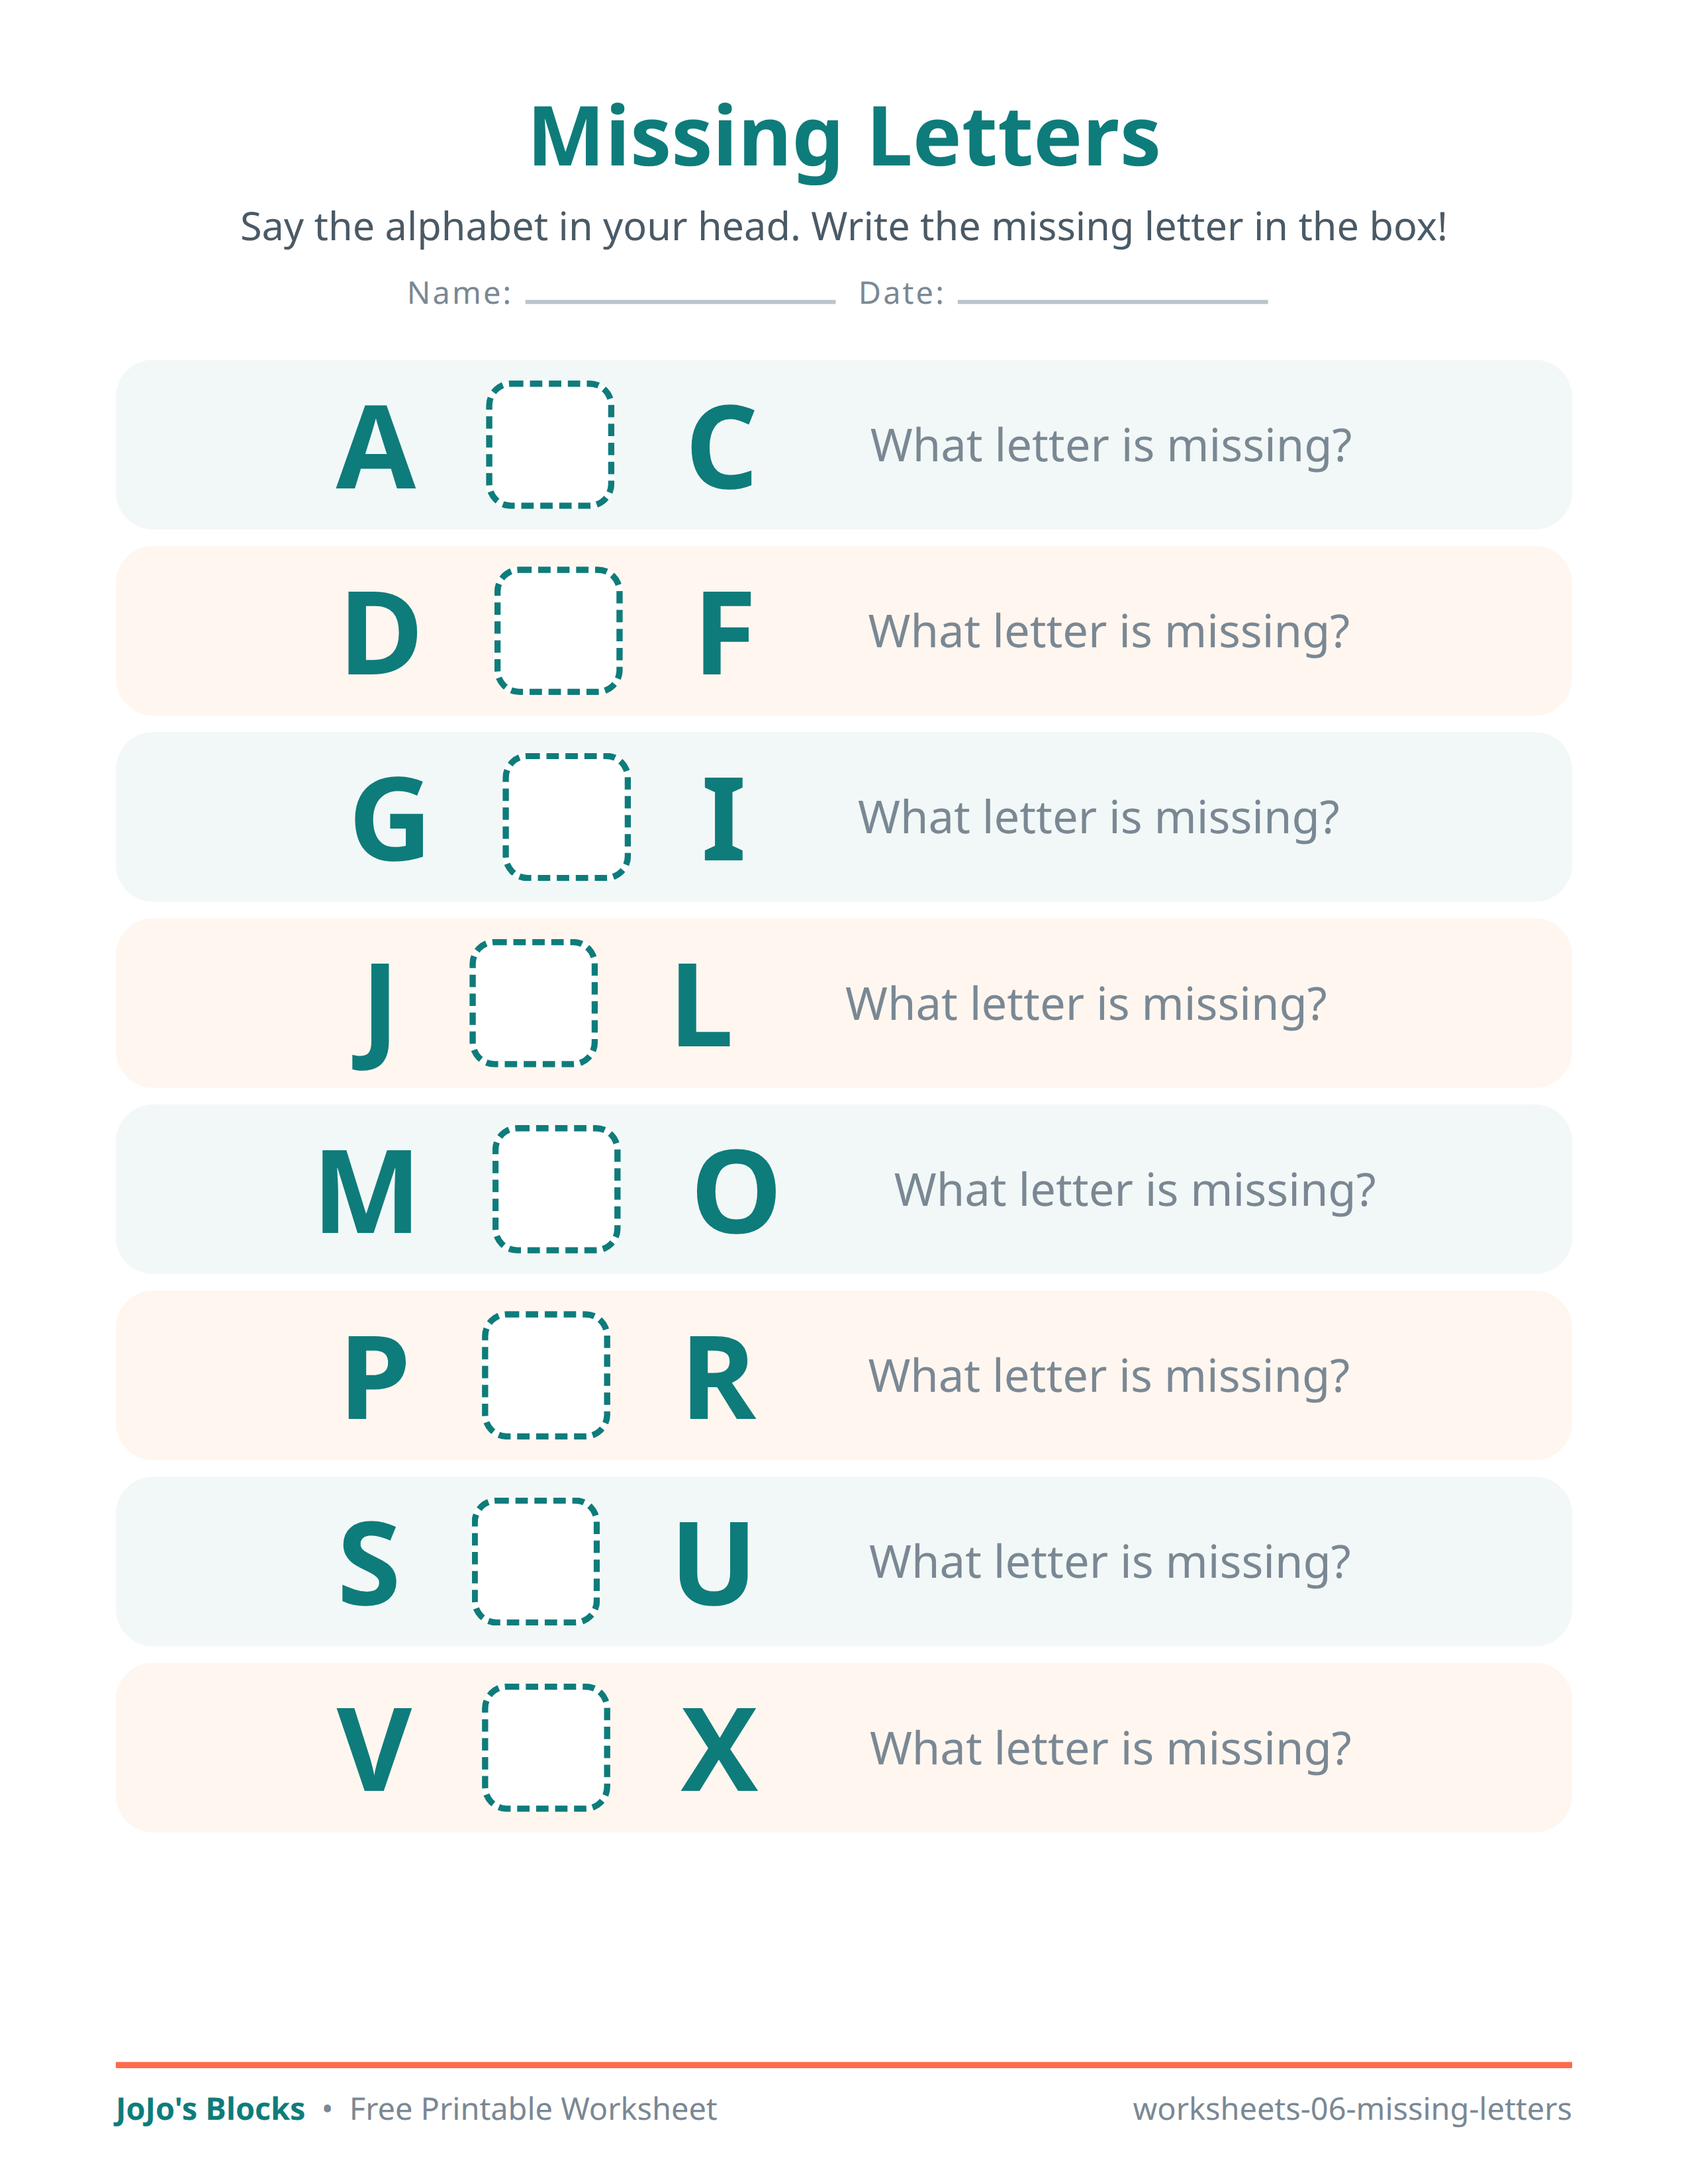 Missing Letters
Say the alphabet in your head. Write the missing letter in the box!
Name: Date:
A C What letter is missing?
D F What letter is missing?
G I What letter is missing?
J L What letter is missing?
M O What letter is missing?
P R What letter is missing?
S U What letter is missing?
V X What letter is missing?
JoJo's Blocks • Free Printable Worksheet worksheets-06-missing-letters